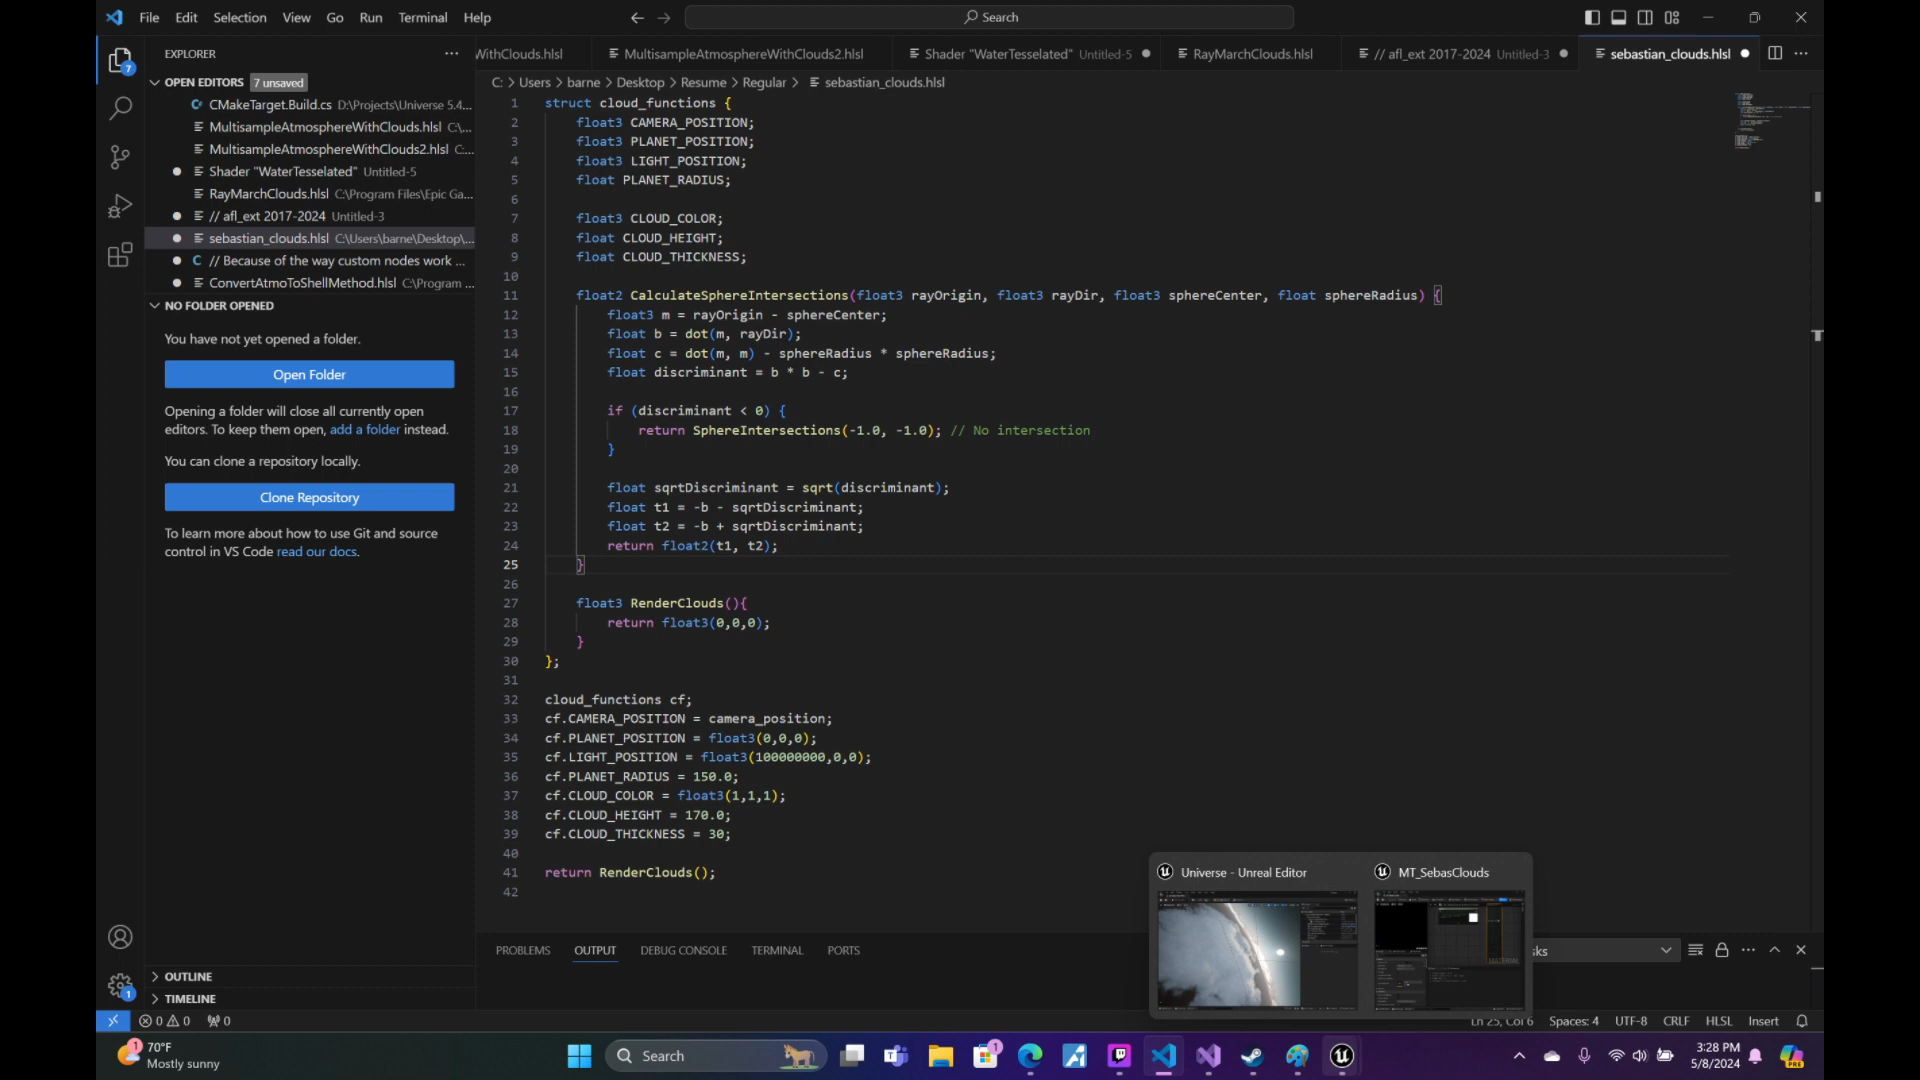 File Edit Selection View Go Run Terminal Help
Search
EXPLORER
WithClouds.hlsl
MultisampleAtmosphereWithClouds2.hlsl
Shader "WaterTesselated" Untitled-5
RayMarchClouds.hlsl
// afl_ext 2017-2024 Untitled-3
sebastian_clouds.hlsl
7
OPEN EDITORS 7 unsaved
CMakeTarget.Build.cs D:\Projects\Universe 5.4...
MultisampleAtmosphereWithClouds.hlsl C:\...
MultisampleAtmosphereWithClouds2.hlsl C:...
Shader "WaterTesselated" Untitled-5
RayMarchClouds.hlsl C:\Program Files\Epic Ga...
// afl_ext 2017-2024 Untitled-3
sebastian_clouds.hlsl C:\Users\barne\Desktop\...
C // Because of the way custom nodes work ...
ConvertAtmoToShellMethod.hlsl C:\Program ...
NO FOLDER OPENED
You have not yet opened a folder.
Open Folder
Opening a folder will close all currently open
editors. To keep them open, add a folder instead.
You can clone a repository locally.
Clone Repository
To learn more about how to use Git and source
control in VS Code read our docs.
OUTLINE
TIMELINE
C: > Users > barne > Desktop > Resume > Regular > sebastian_clouds.hlsl
1 struct cloud_functions {
2 float3 CAMERA_POSITION;
3 float3 PLANET_POSITION;
4 float3 LIGHT_POSITION;
5 float PLANET_RADIUS;
6
7 float3 CLOUD_COLOR;
8 float CLOUD_HEIGHT;
9 float CLOUD_THICKNESS;
10
11 float2 CalculateSphereIntersections(float3 rayOrigin, float3 rayDir, float3 sphereCenter, float sphereRadius) {
12 float3 m = rayOrigin - sphereCenter;
13 float b = dot(m, rayDir);
14 float c = dot(m, m) - sphereRadius * sphereRadius;
15 float discriminant = b * b - c;
16
17 if (discriminant < 0) {
18 return SphereIntersections(-1.0, -1.0); // No intersection
19 }
20
21 float sqrtDiscriminant = sqrt(discriminant);
22 float t1 = -b - sqrtDiscriminant;
23 float t2 = -b + sqrtDiscriminant;
24 return float2(t1, t2);
25 }
26
27 float3 RenderClouds(){
28 return float3(0,0,0);
29 }
30 };
31
32 cloud_functions cf;
33 cf.CAMERA_POSITION = camera_position;
34 cf.PLANET_POSITION = float3(0,0,0);
35 cf.LIGHT_POSITION = float3(100000000,0,0);
36 cf.PLANET_RADIUS = 150.0;
37 cf.CLOUD_COLOR = float3(1,1,1);
38 cf.CLOUD_HEIGHT = 170.0;
39 cf.CLOUD_THICKNESS = 30;
40
41 return RenderClouds();
42
Universe - Unreal Editor
MT_SebasClouds
PROBLEMS OUTPUT DEBUG CONSOLE TERMINAL PORTS
sks
1
0 0 0
Ln 25, Col 6 Spaces: 4 UTF-8 CRLF HLSL Insert
1
70°F
Mostly sunny
Search
1
3:28 PM
5/8/2024
PRE